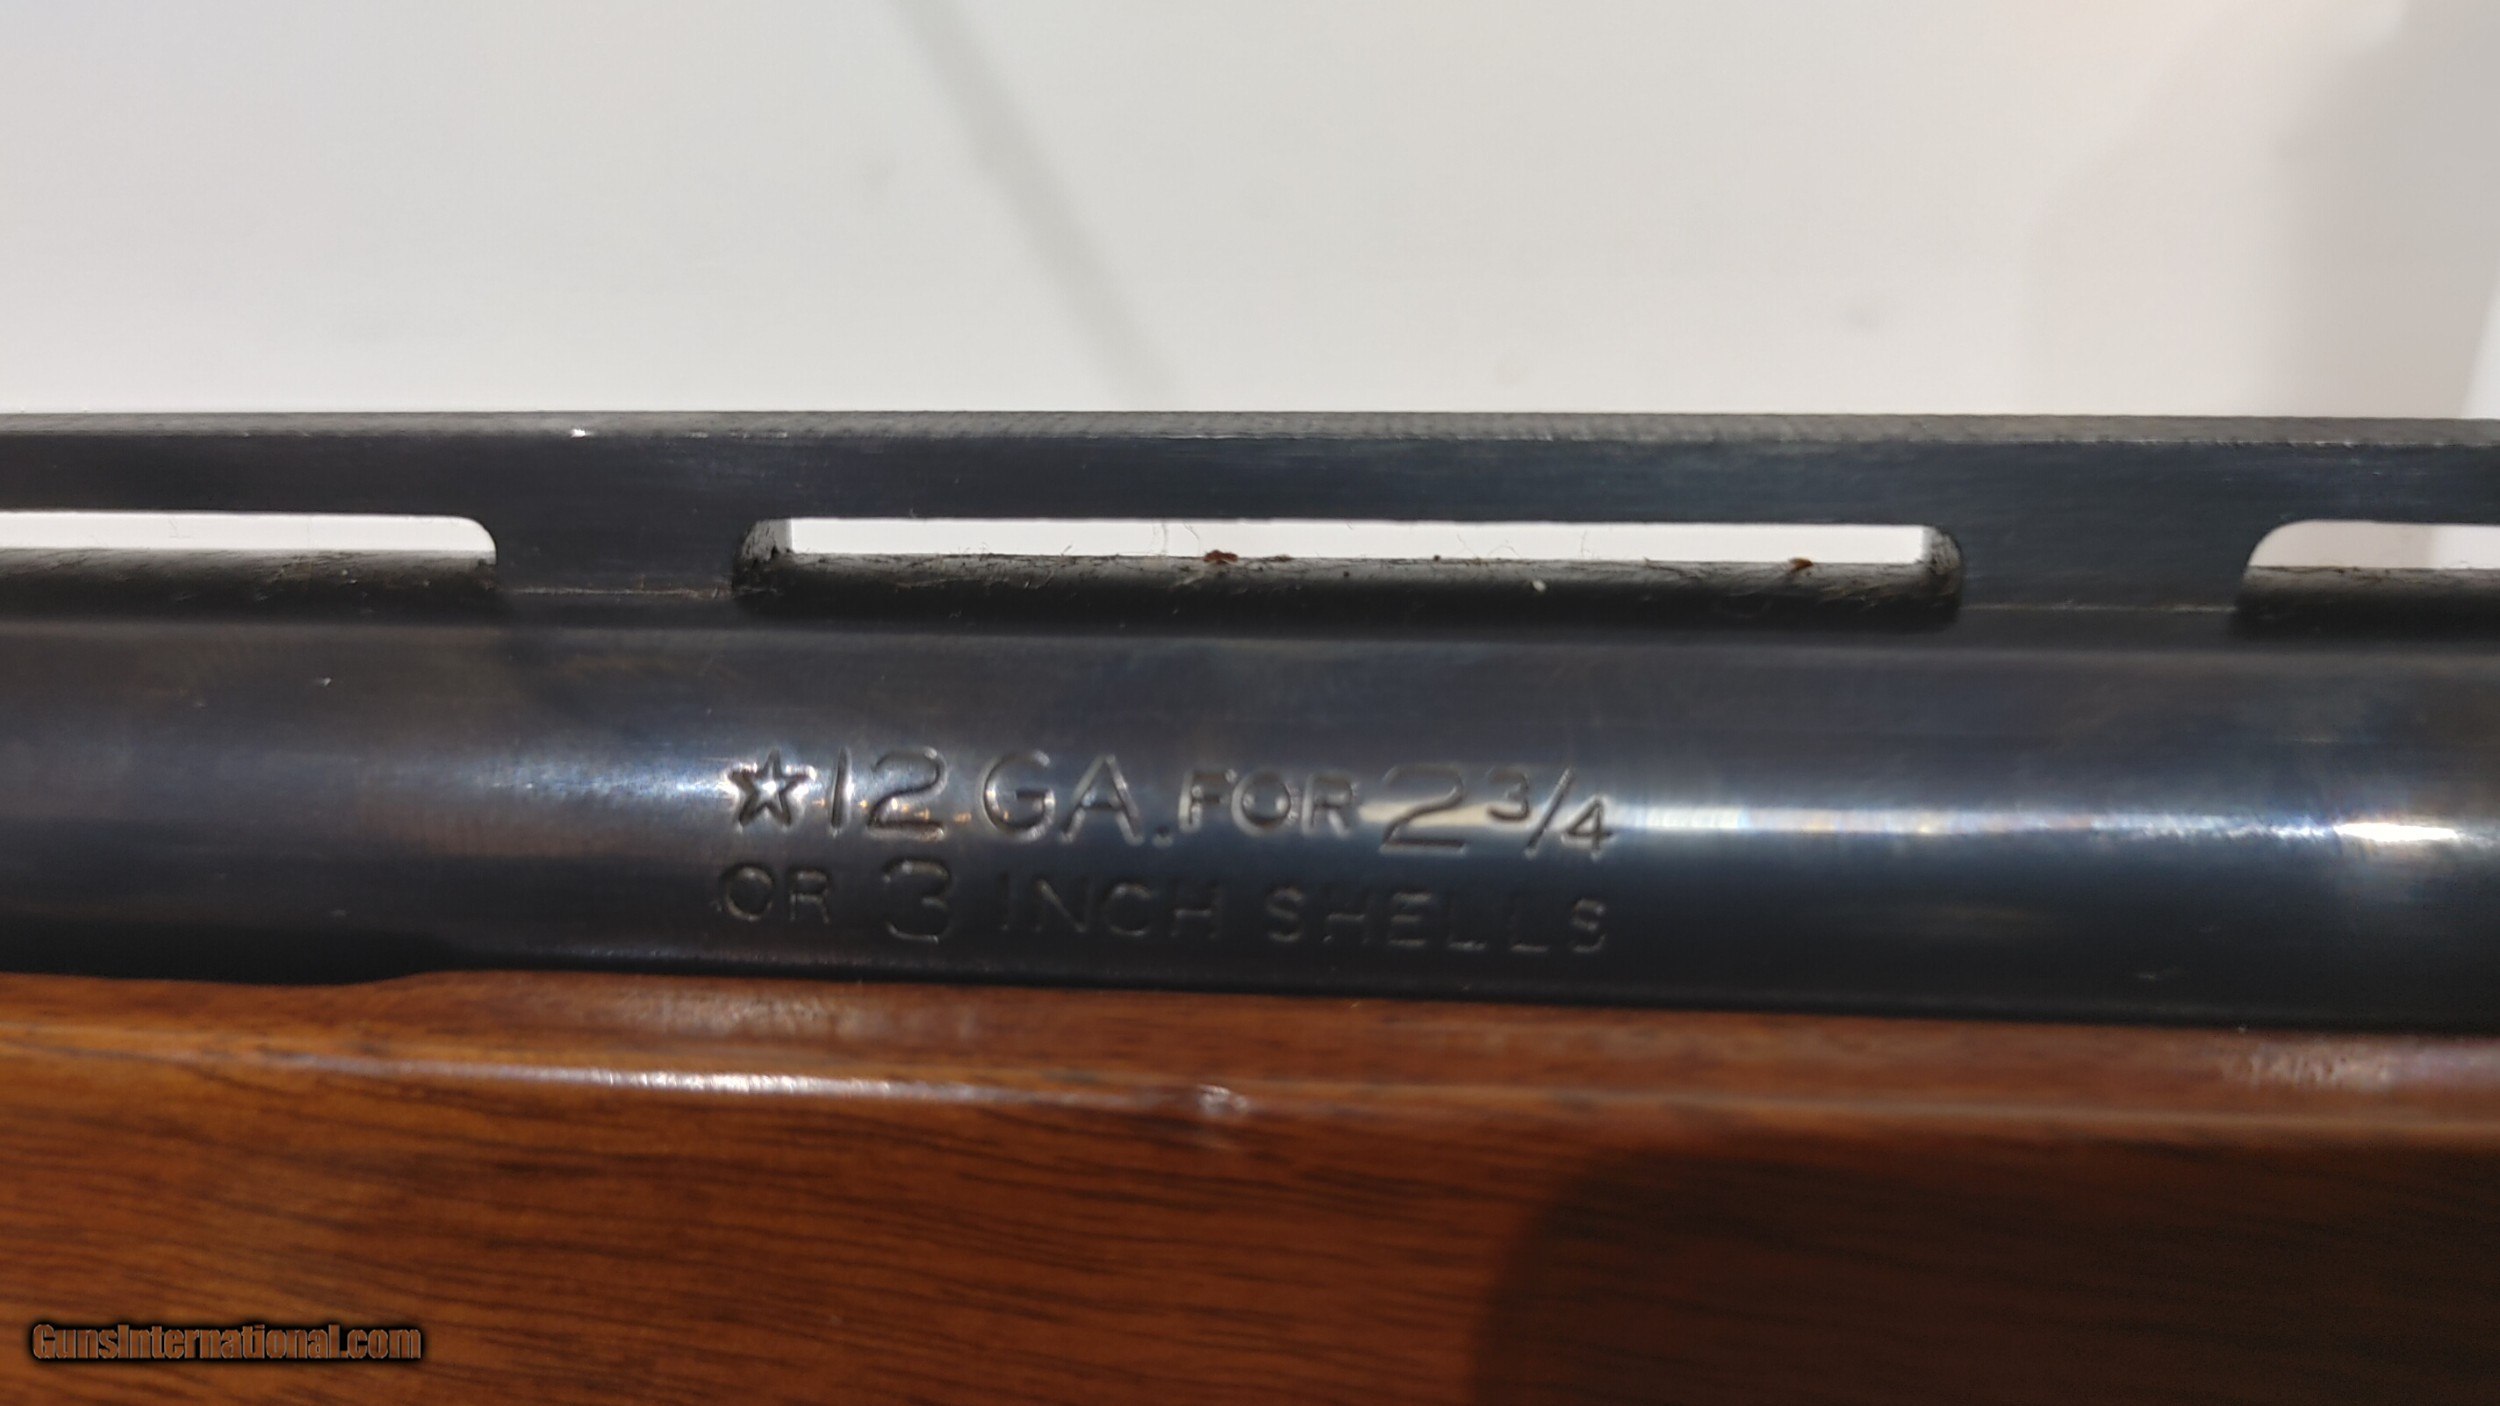 ☆12 GA. FOR 2 3/4
OR 3 INCH SHELLS
GunsInternational.com